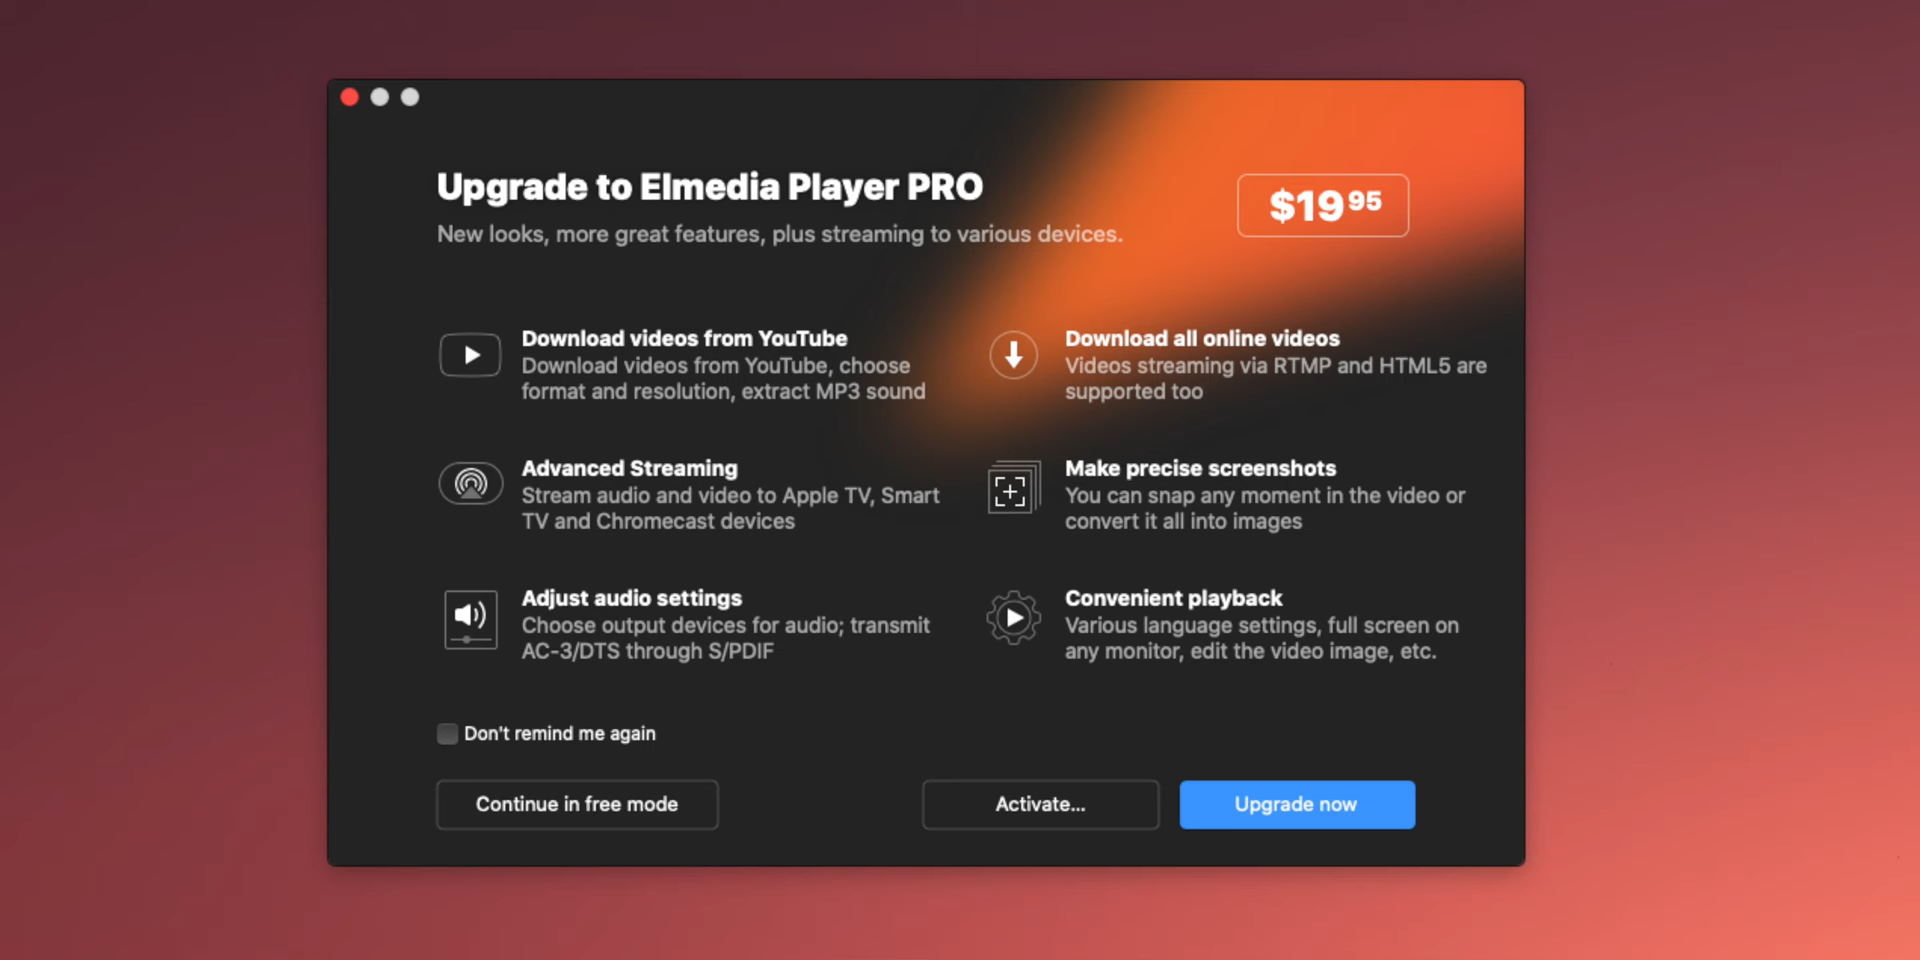 Upgrade to Elmedia Player PRO
New looks, more great features, plus streaming to various devices.
$19 95
Download videos from YouTube
Download videos from YouTube, choose
format and resolution, extract MP3 sound
Download all online videos
Videos streaming via RTMP and HTML5 are
supported too
Advanced Streaming
Stream audio and video to Apple TV, Smart
TV and Chromecast devices
Make precise screenshots
You can snap any moment in the video or
convert it all into images
Adjust audio settings
Choose output devices for audio; transmit
AC-3/DTS through S/PDIF
Convenient playback
Various language settings, full screen on
any monitor, edit the video image, etc.
Don't remind me again
Continue in free mode
Activate...
Upgrade now